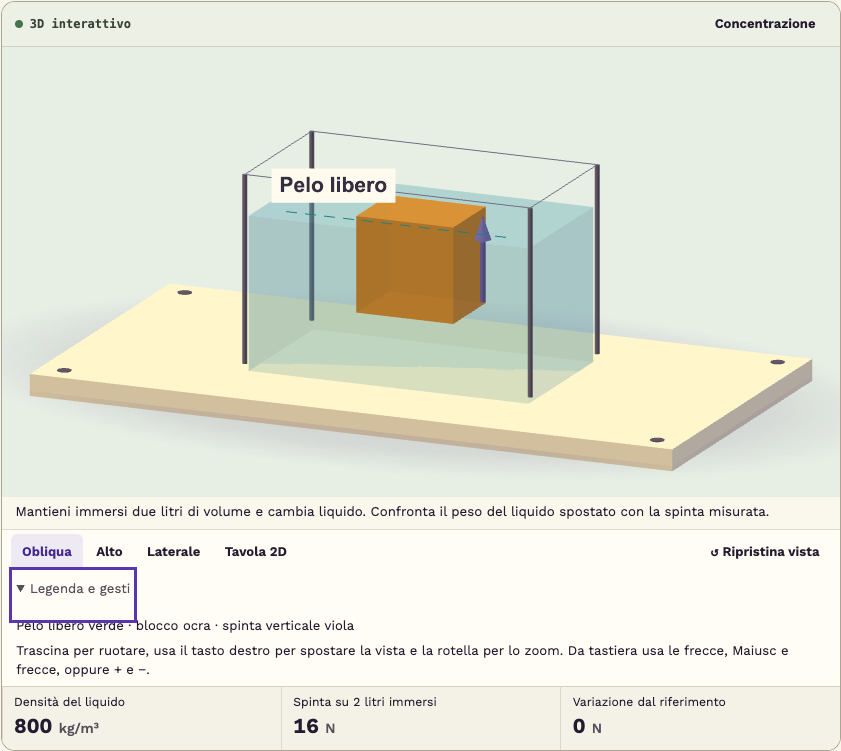 3D interattivo
Concentrazione
Pelo libero
Mantieni immersi due litri di volume e cambia liquido. Confronta il peso del liquido spostato con la spinta misurata.
Obliqua
Alto
Laterale
Tavola 2D
↺ Ripristina vista
▼ Legenda e gesti
Pelo libero verde · blocco ocra · spinta verticale viola
Trascina per ruotare, usa il tasto destro per spostare la vista e la rotella per lo zoom. Da tastiera usa le frecce, Maiusc e
frecce, oppure + e −.
Densità del liquido
800 kg/m³
Spinta su 2 litri immersi
16 N
Variazione dal riferimento
0 N